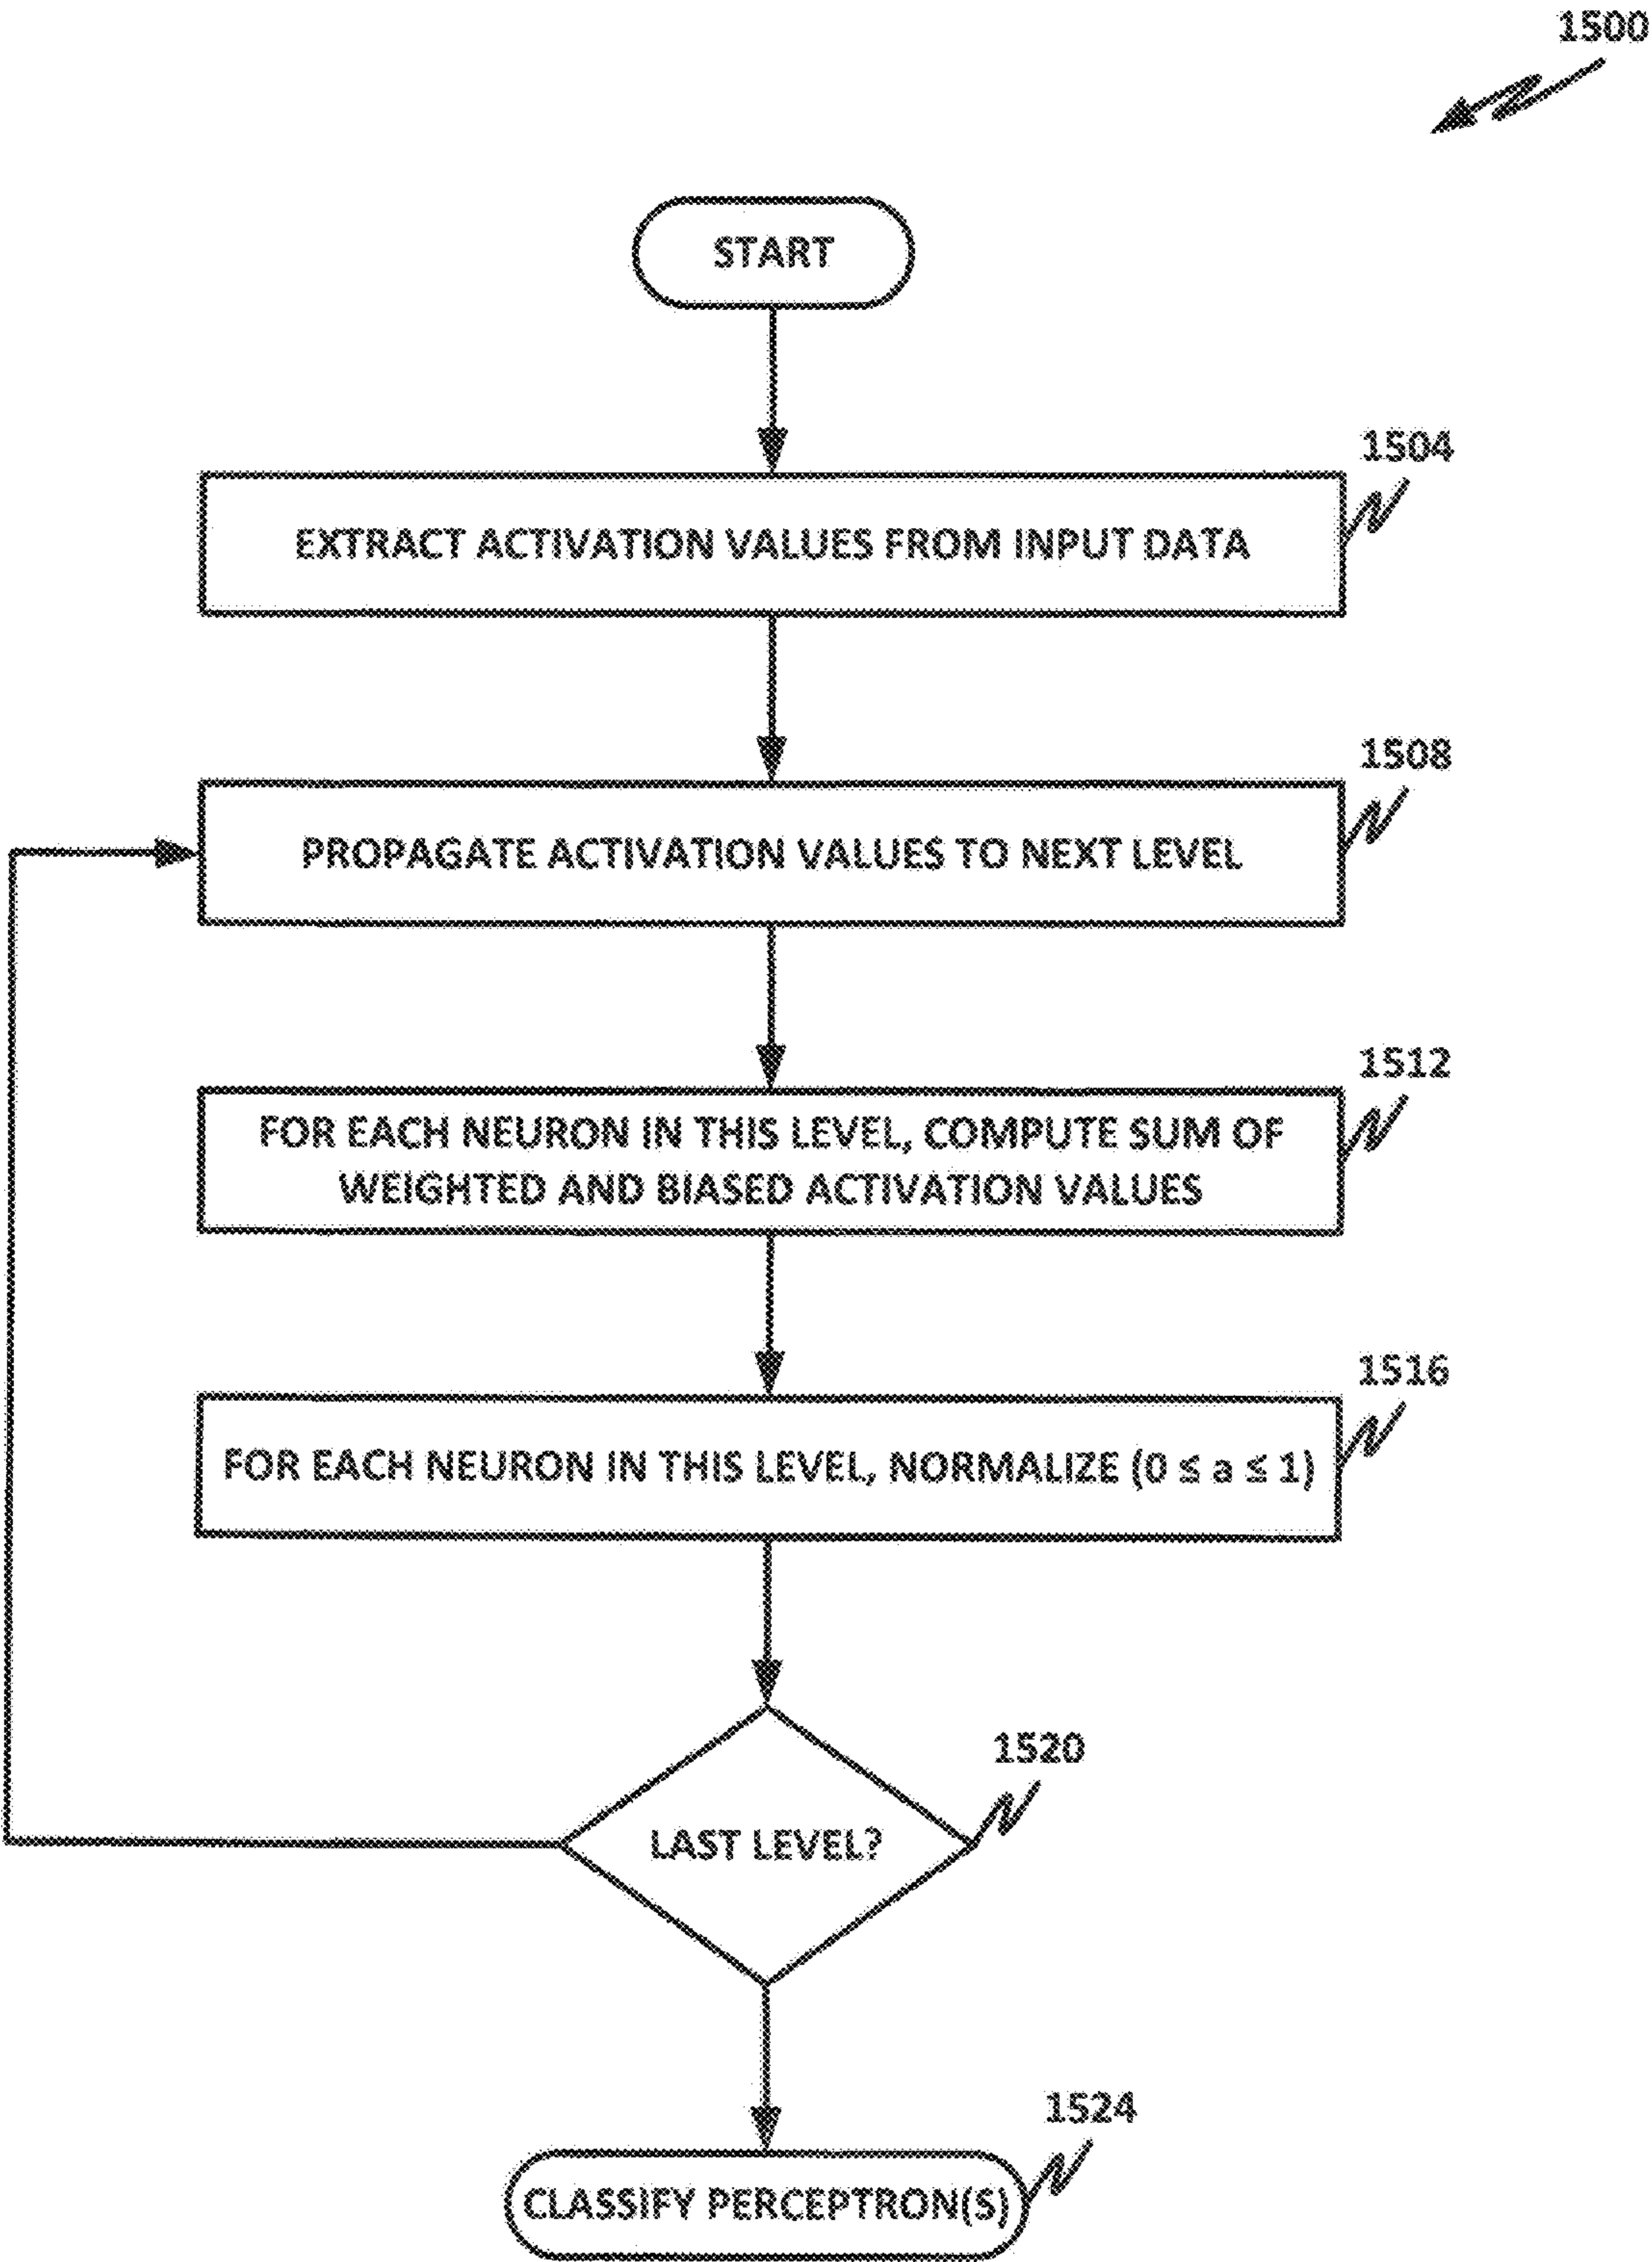 1500
START
1504
EXTRACT ACTIVATION VALUES FROM INPUT DATA
1508
PROPAGATE ACTIVATION VALUES TO NEXT LEVEL
1512
FOR EACH NEURON IN THIS LEVEL, COMPUTE SUM OF
WEIGHTED AND BIASED ACTIVATION VALUES
1516
FOR EACH NEURON IN THIS LEVEL, NORMALIZE (0 ≤ a ≤ 1)
1520
LAST LEVEL?
1524
CLASSIFY PERCEPTRON(S)